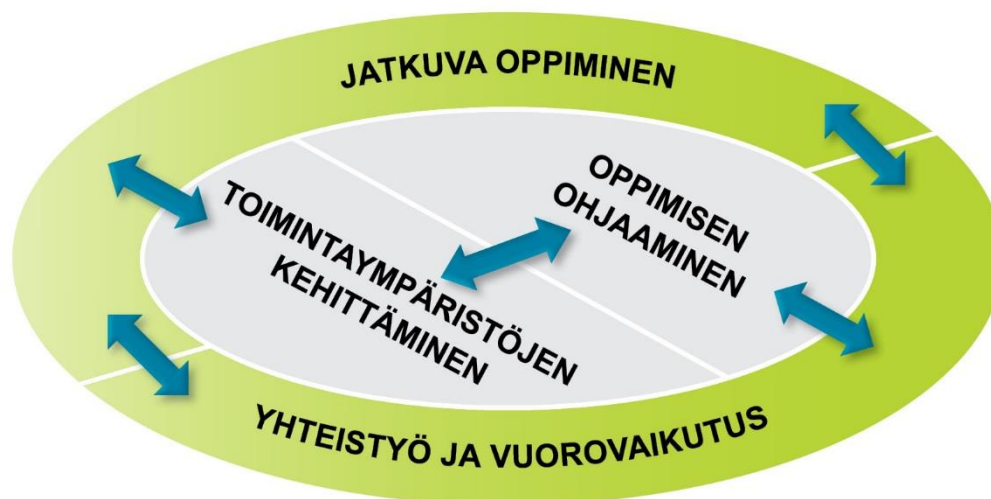 JATKUVA OPPIMINEN
OPPIMISEN
OHJAAMINEN
TOIMINTAYMPÄRISTÖJEN
KEHITTÄMINEN
YHTEISTYÖ JA VUOROVAIKUTUS